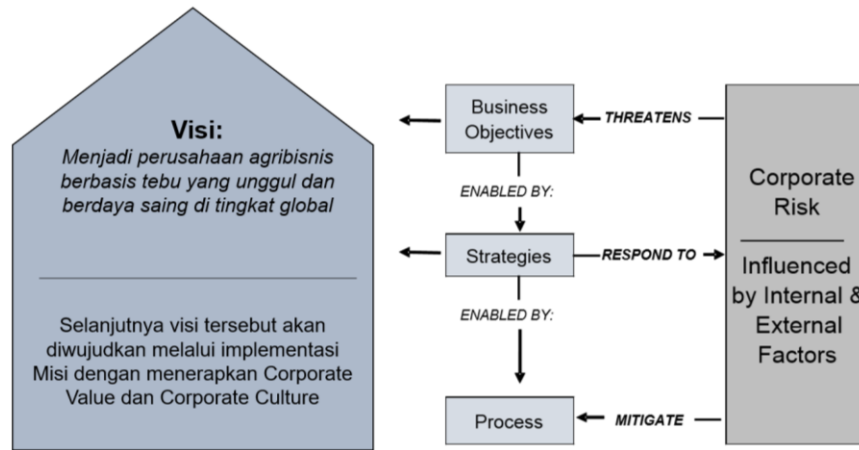 Visi:
Menjadi perusahaan agribisnis
berbasis tebu yang unggul dan
berdaya saing di tingkat global
Selanjutnya visi tersebut akan
diwujudkan melalui implementasi
Misi dengan menerapkan Corporate
Value dan Corporate Culture
Business
Objectives
THREATENS
ENABLED BY:
Strategies
RESPOND TO
ENABLED BY:
Process
MITIGATE
Corporate
Risk
Influenced
by Internal &
External
Factors